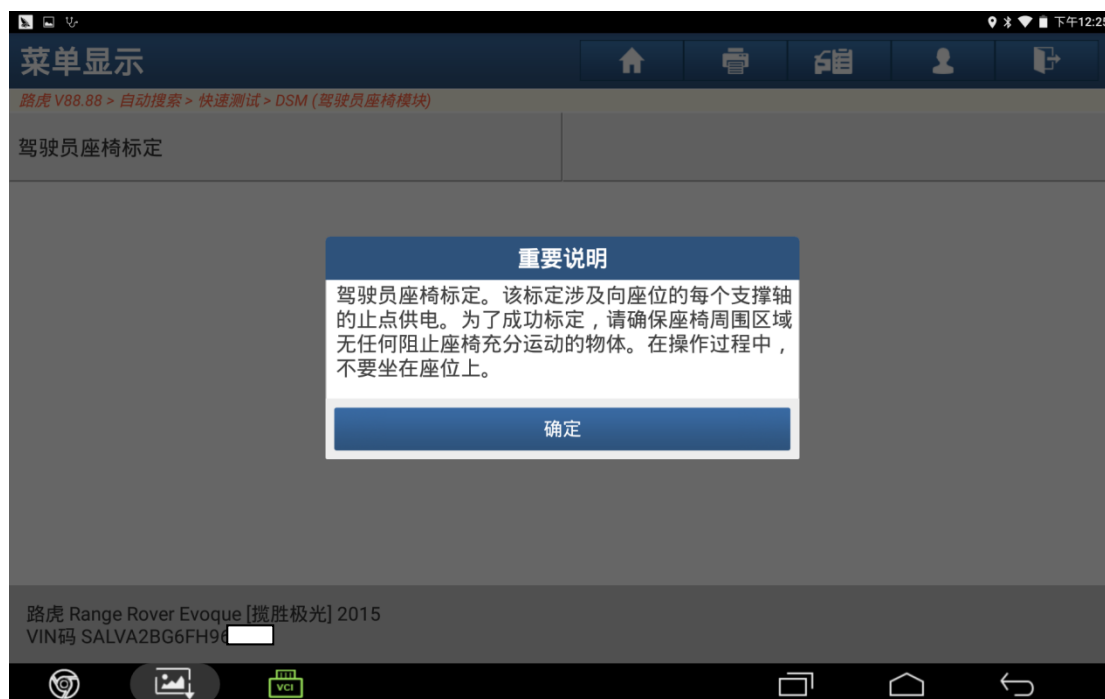 下午12:25
菜单显示
路虎 V88.88 > 自动搜索 > 快速测试 > DSM (驾驶员座椅模块)
驾驶员座椅标定
重要说明
驾驶员座椅标定。该标定涉及向座位的每个支撑轴
的止点供电。为了成功标定，请确保座椅周围区域
无任何阻止座椅充分运动的物体。在操作过程中，
不要坐在座位上。
确定
路虎 Range Rover Evoque [揽胜极光] 2015
VIN码 SALVA2BG6FH96
VCI